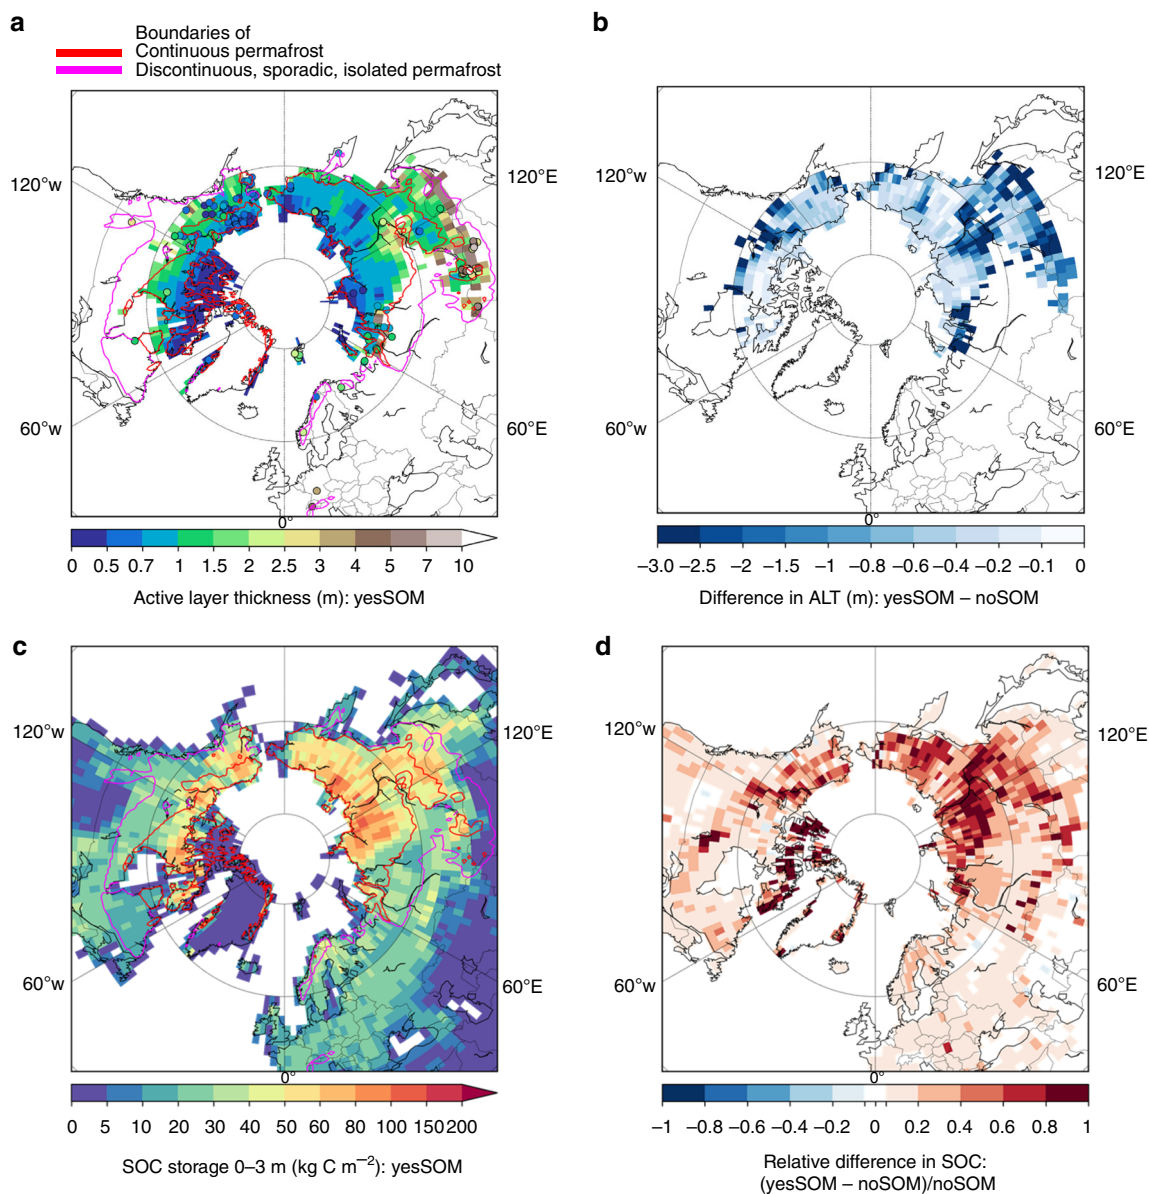 a
Boundaries of
Continuous permafrost
Discontinuous, sporadic, isolated permafrost
120°w
120°E
60°w
60°E
0°
0 0.5 0.7 1 1.5 2 2.5 3 4 5 7 10
Active layer thickness (m): yesSOM
b
120°w
120°E
60°w
60°E
0°
−3.0 −2.5 −2 −1.5 −1 −0.8 −0.6 −0.4 −0.2 −0.1 0
Difference in ALT (m): yesSOM − noSOM
c
120°w
120°E
60°w
60°E
0°
0 5 10 20 30 40 50 60 80 100 150 200
SOC storage 0–3 m (kg C m⁻²): yesSOM
d
120°w
120°E
60°w
60°E
0°
−1 −0.8 −0.6 −0.4 −0.2 0 0.2 0.4 0.6 0.8 1
Relative difference in SOC:
(yesSOM − noSOM)/noSOM